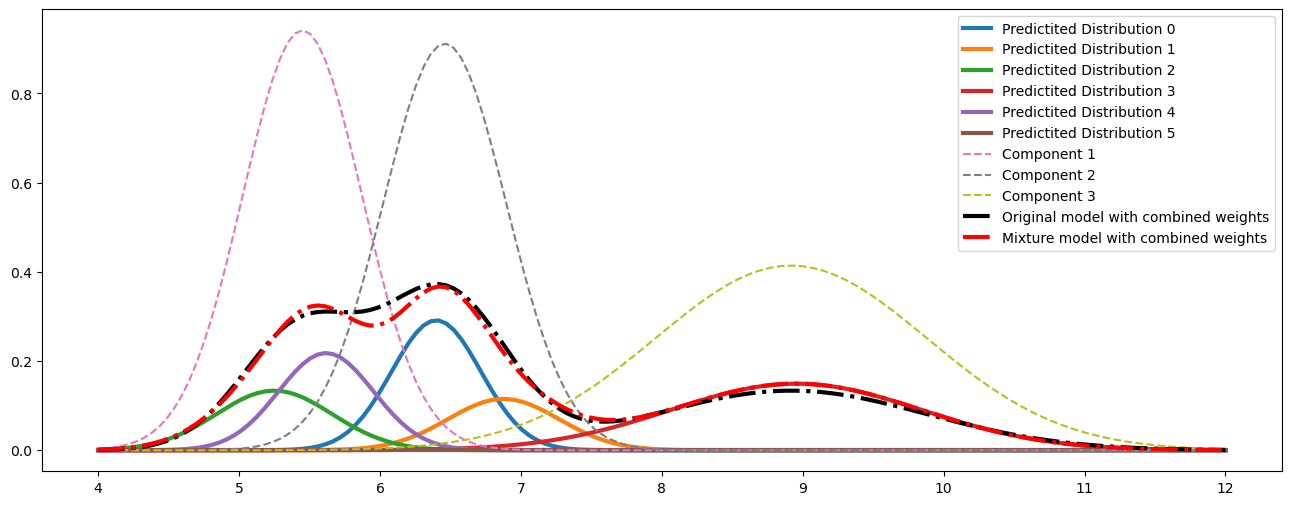 Predictited Distribution 0
Predictited Distribution 1
Predictited Distribution 2
Predictited Distribution 3
Predictited Distribution 4
Predictited Distribution 5
Component 1
Component 2
Component 3
Original model with combined weights
Mixture model with combined weights
0.8
0.6
0.4
0.2
0.0
4 5 6 7 8 9 10 11 12